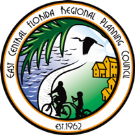 EAST CENTRAL FLORIDA REGIONAL PLANNING COUNCIL
EST.1962